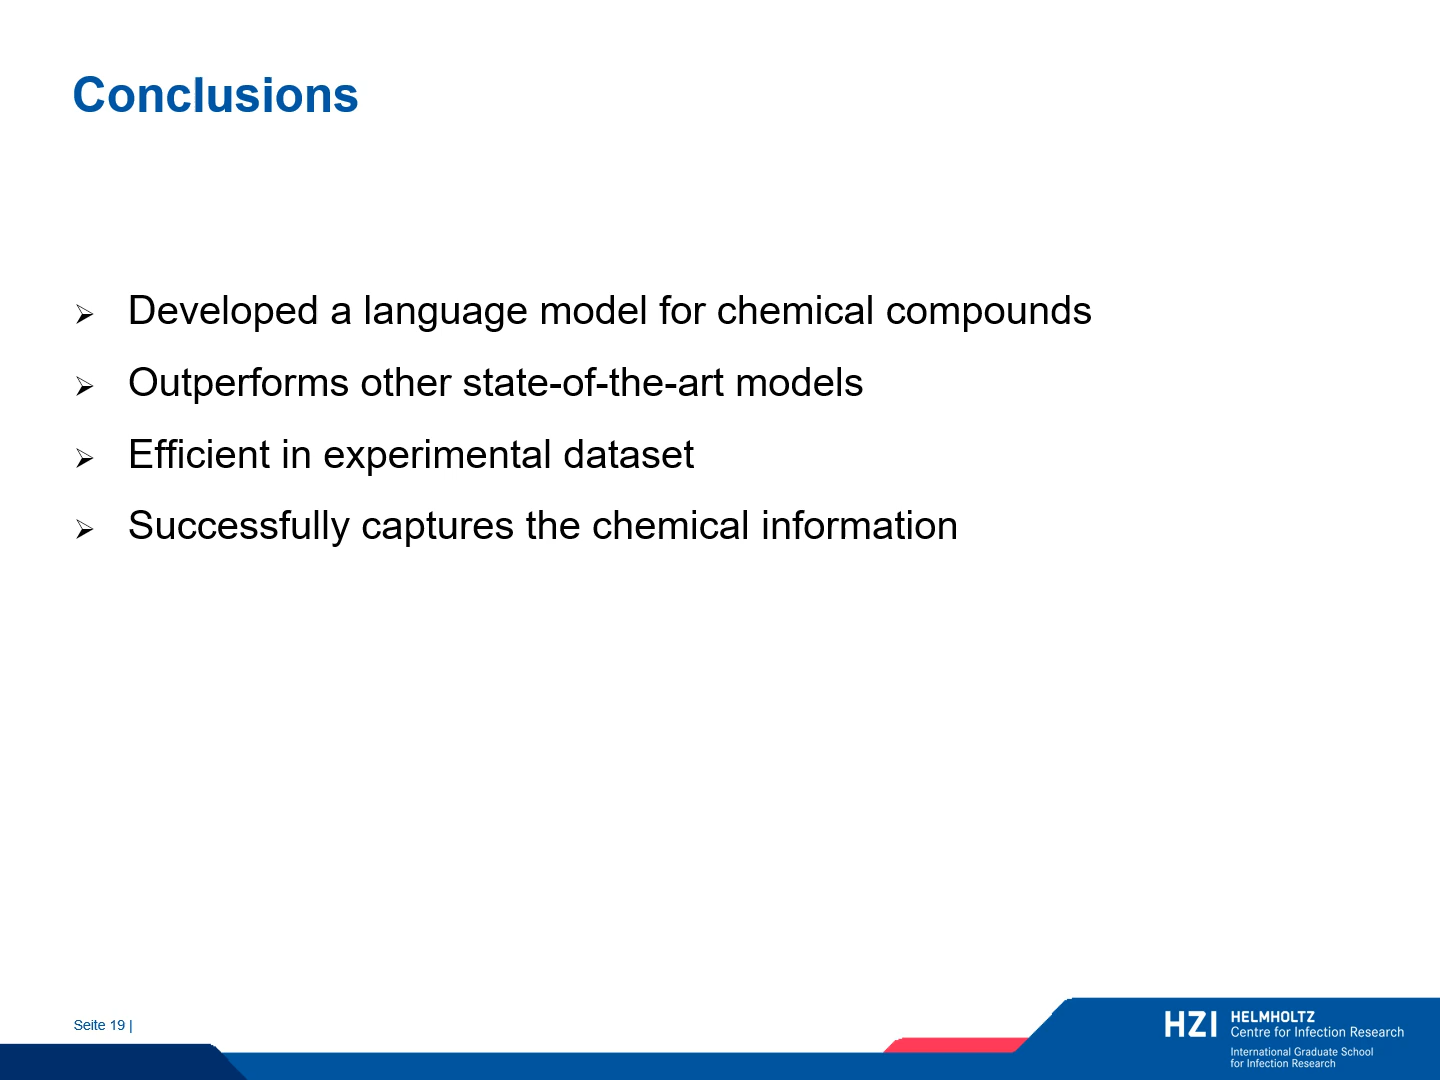 Conclusions
Developed a language model for chemical compounds
Outperforms other state-of-the-art models
Efficient in experimental dataset
Successfully captures the chemical information
Seite 19 |
HZI HELMHOLTZ
Centre for Infection Research
International Graduate School
for Infection Research